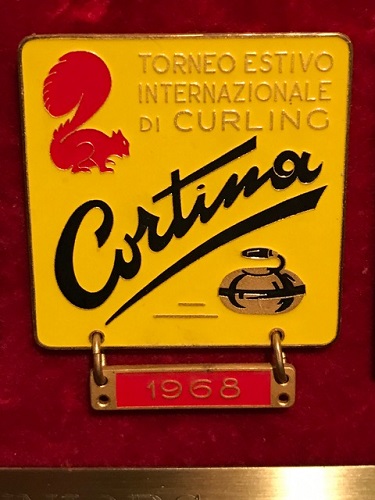 TORNEO ESTIVO
INTERNAZIONALE
DI CURLING
Cortina
1968